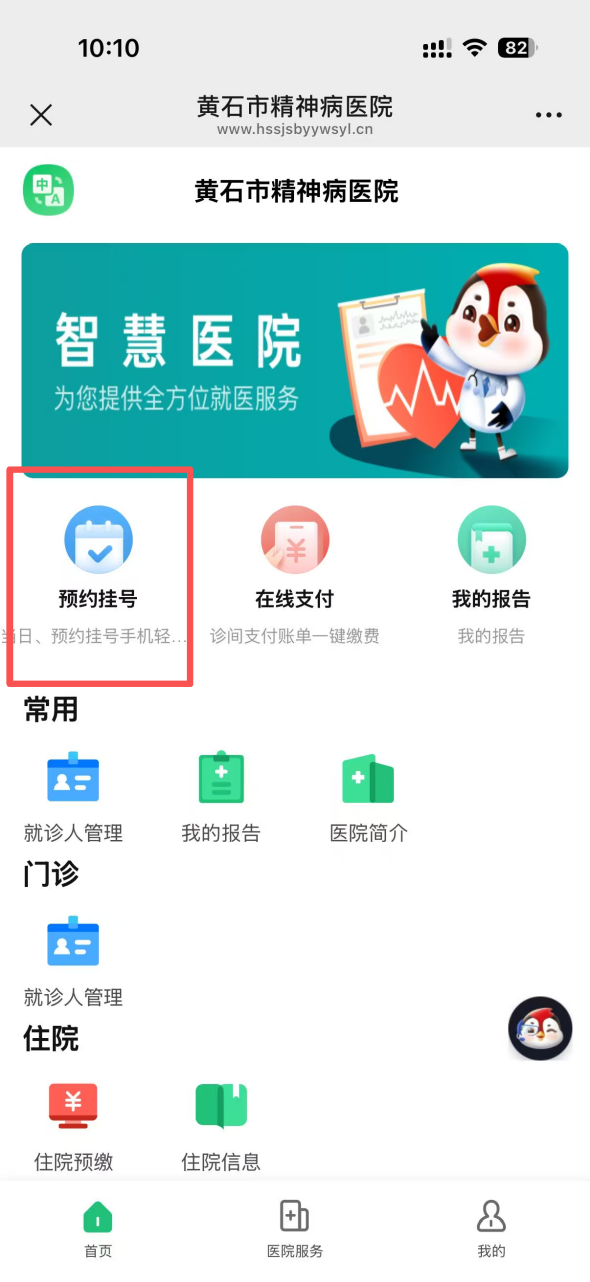 10:10
82
黄石市精神病医院
www.hssjsbyywsyl.cn
中
A
黄石市精神病医院
智慧医院
为您提供全方位就医服务
预约挂号
在线支付
我的报告
当日、预约挂号手机轻...
诊间支付账单一键缴费
我的报告
常用
就诊人管理
我的报告
医院简介
门诊
就诊人管理
住院
住院预缴
住院信息
首页
医院服务
我的